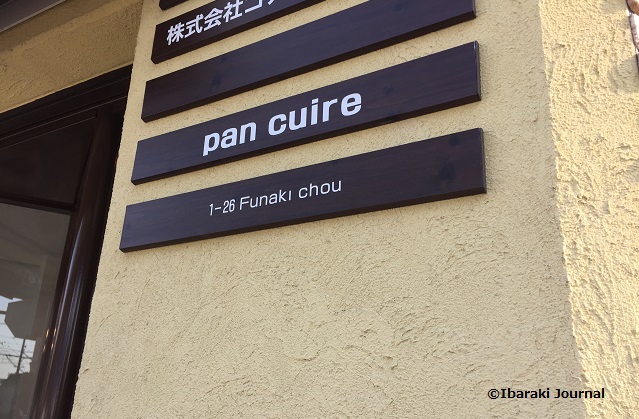 株式会社
pan cuire
1-26 Funaki chou
©Ibaraki Journal